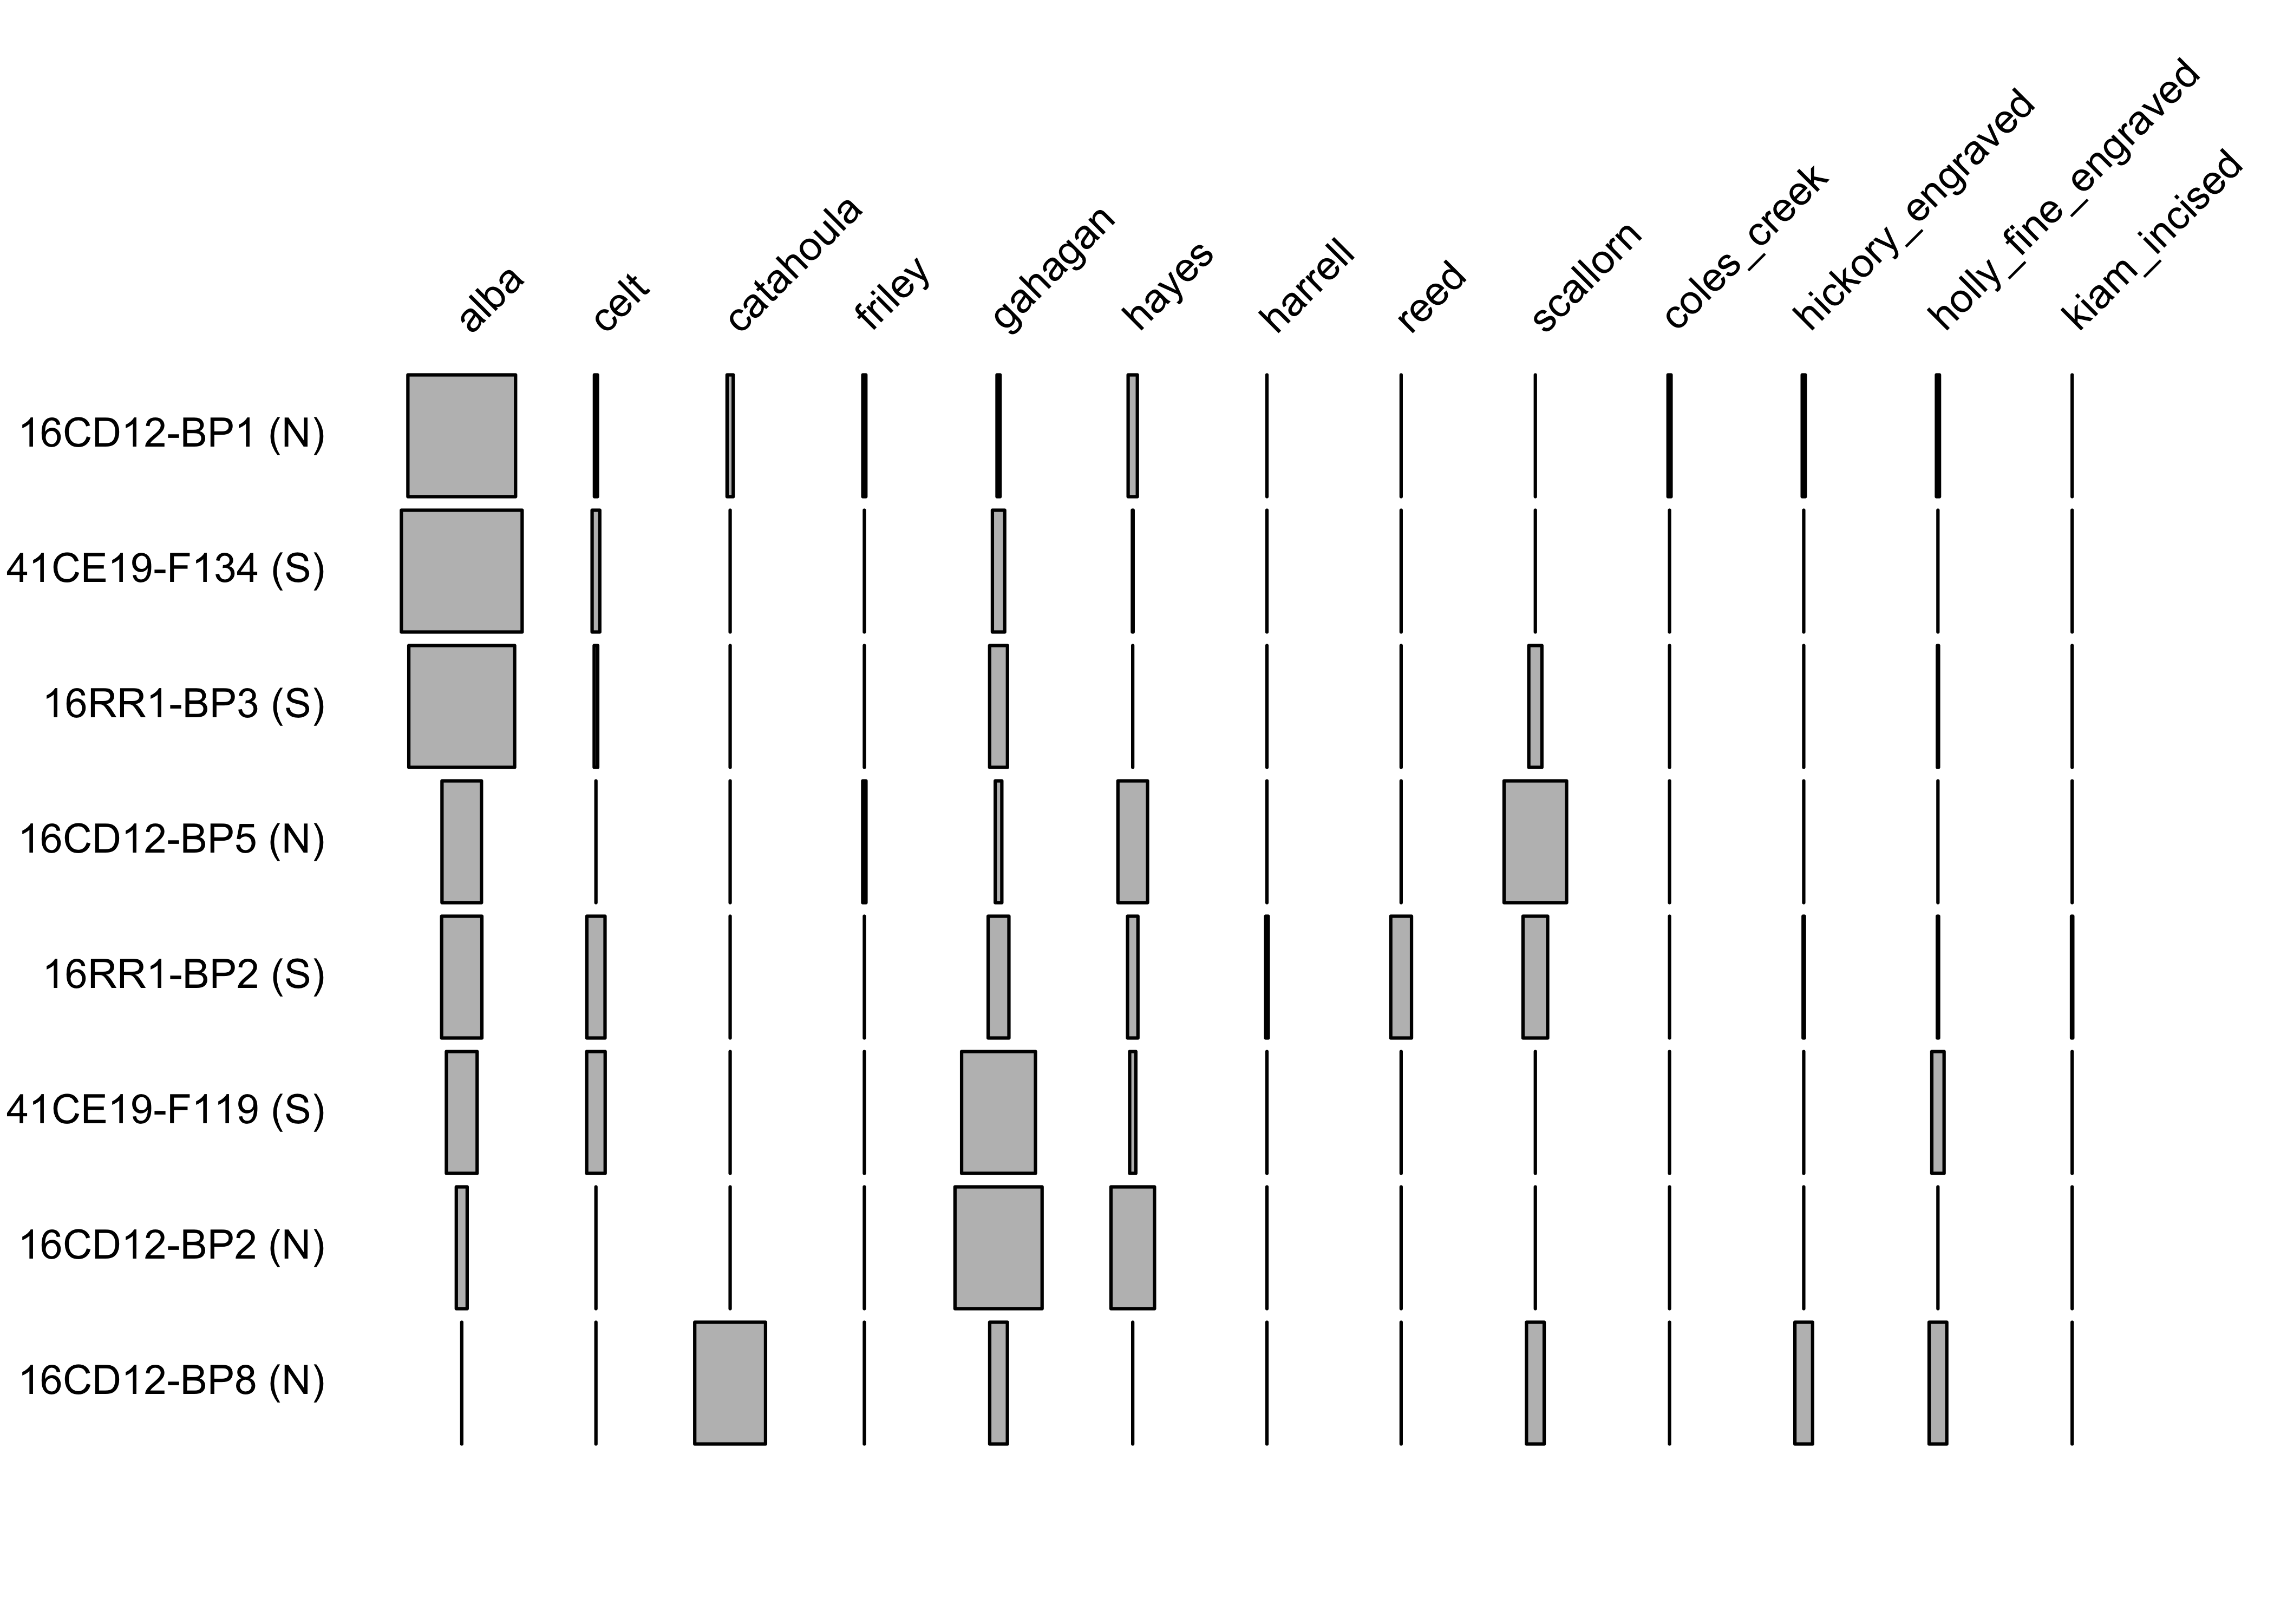 alba
celt
catahoula
friley
gahagan
hayes
harrell
reed
scallorn
coles_creek
hickory_engraved
holly_fine_engraved
kiam_incised
16CD12-BP1 (N)
41CE19-F134 (S)
16RR1-BP3 (S)
16CD12-BP5 (N)
16RR1-BP2 (S)
41CE19-F119 (S)
16CD12-BP2 (N)
16CD12-BP8 (N)